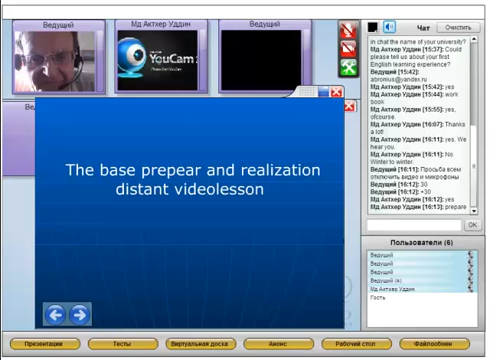 Ведущий
Мд Актхер Уддин
Ведущий
YouCam
The base prepear and realization
distant videolesson
Чат
Очистить
in chat the name of your university?
Мд Актхер Уддин [15:37]: Could
please tell us about your first
English learning experience?
Ведущий [15:42]:
abronius@yandex.ru
Мд Актхер Уддин [15:42]: yes
Мд Актхер Уддин [15:44]: work
book
Мд Актхер Уддин [15:55]: yes,
ofcourse.
Мд Актхер Уддин [16:07]: Thanks
a lot!
Мд Актхер Уддин [16:11]: yes. We
hear you.
Мд Актхер Уддин [16:11]: No.
Winter to winter.
Ведущий [16:11]: Просьба всем
отключить видео и микрофоны
Ведущий [16:12]: 30
Ведущий [16:12]: +30
Мд Актхер Уддин [16:12]: yes
Мд Актхер Уддин [16:13]: prepare
OK
Пользователи (6)
Ведущий
Ведущий
Ведущий
Ведущий (я)
Мд Актхер Уддин
Гость
Презентации
Тесты
Виртуальная доска
Анонс
Рабочий стол
Файлообмен